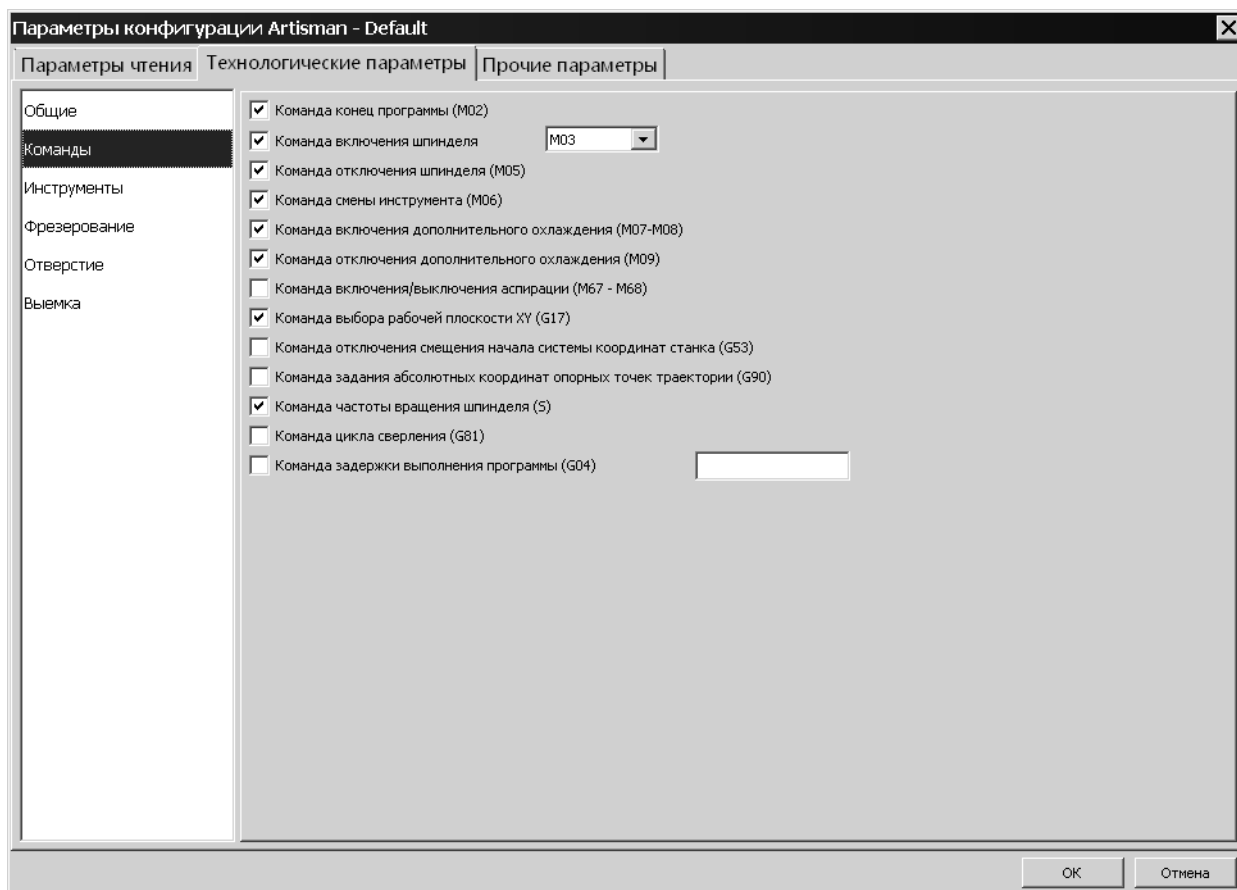 Параметры конфигурации Artisman - Default
Параметры чтения Технологические параметры Прочие параметры
Общие
Команды
Инструменты
Фрезерование
Отверстие
Выемка
Команда конец программы (M02)
Команда включения шпинделя M03
Команда отключения шпинделя (M05)
Команда смены инструмента (M06)
Команда включения дополнительного охлаждения (M07-M08)
Команда отключения дополнительного охлаждения (M09)
Команда включения/выключения аспирации (M67 - M68)
Команда выбора рабочей плоскости XY (G17)
Команда отключения смещения начала системы координат станка (G53)
Команда задания абсолютных координат опорных точек траектории (G90)
Команда частоты вращения шпинделя (S)
Команда цикла сверления (G81)
Команда задержки выполнения программы (G04)
ОК Отмена